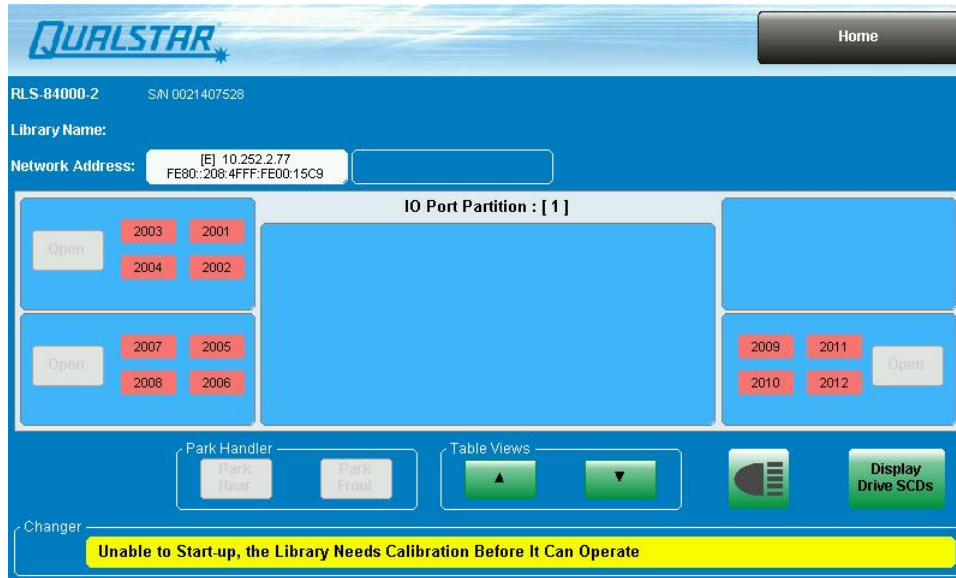 QUALSTAR
Home
RLS-84000-2 S/N 0021407528
Library Name:
Network Address: [E] 10.252.2.77
FE80::208:4FFF:FE00:15C9
IO Port Partition : [ 1 ]
Open 2003 2001
2004 2002
Open 2007 2005
2008 2006
2009 2011 Open
2010 2012
Park Handler
Park Rear
Park Front
Table Views
Display
Drive SCDs
Changer
Unable to Start-up, the Library Needs Calibration Before It Can Operate